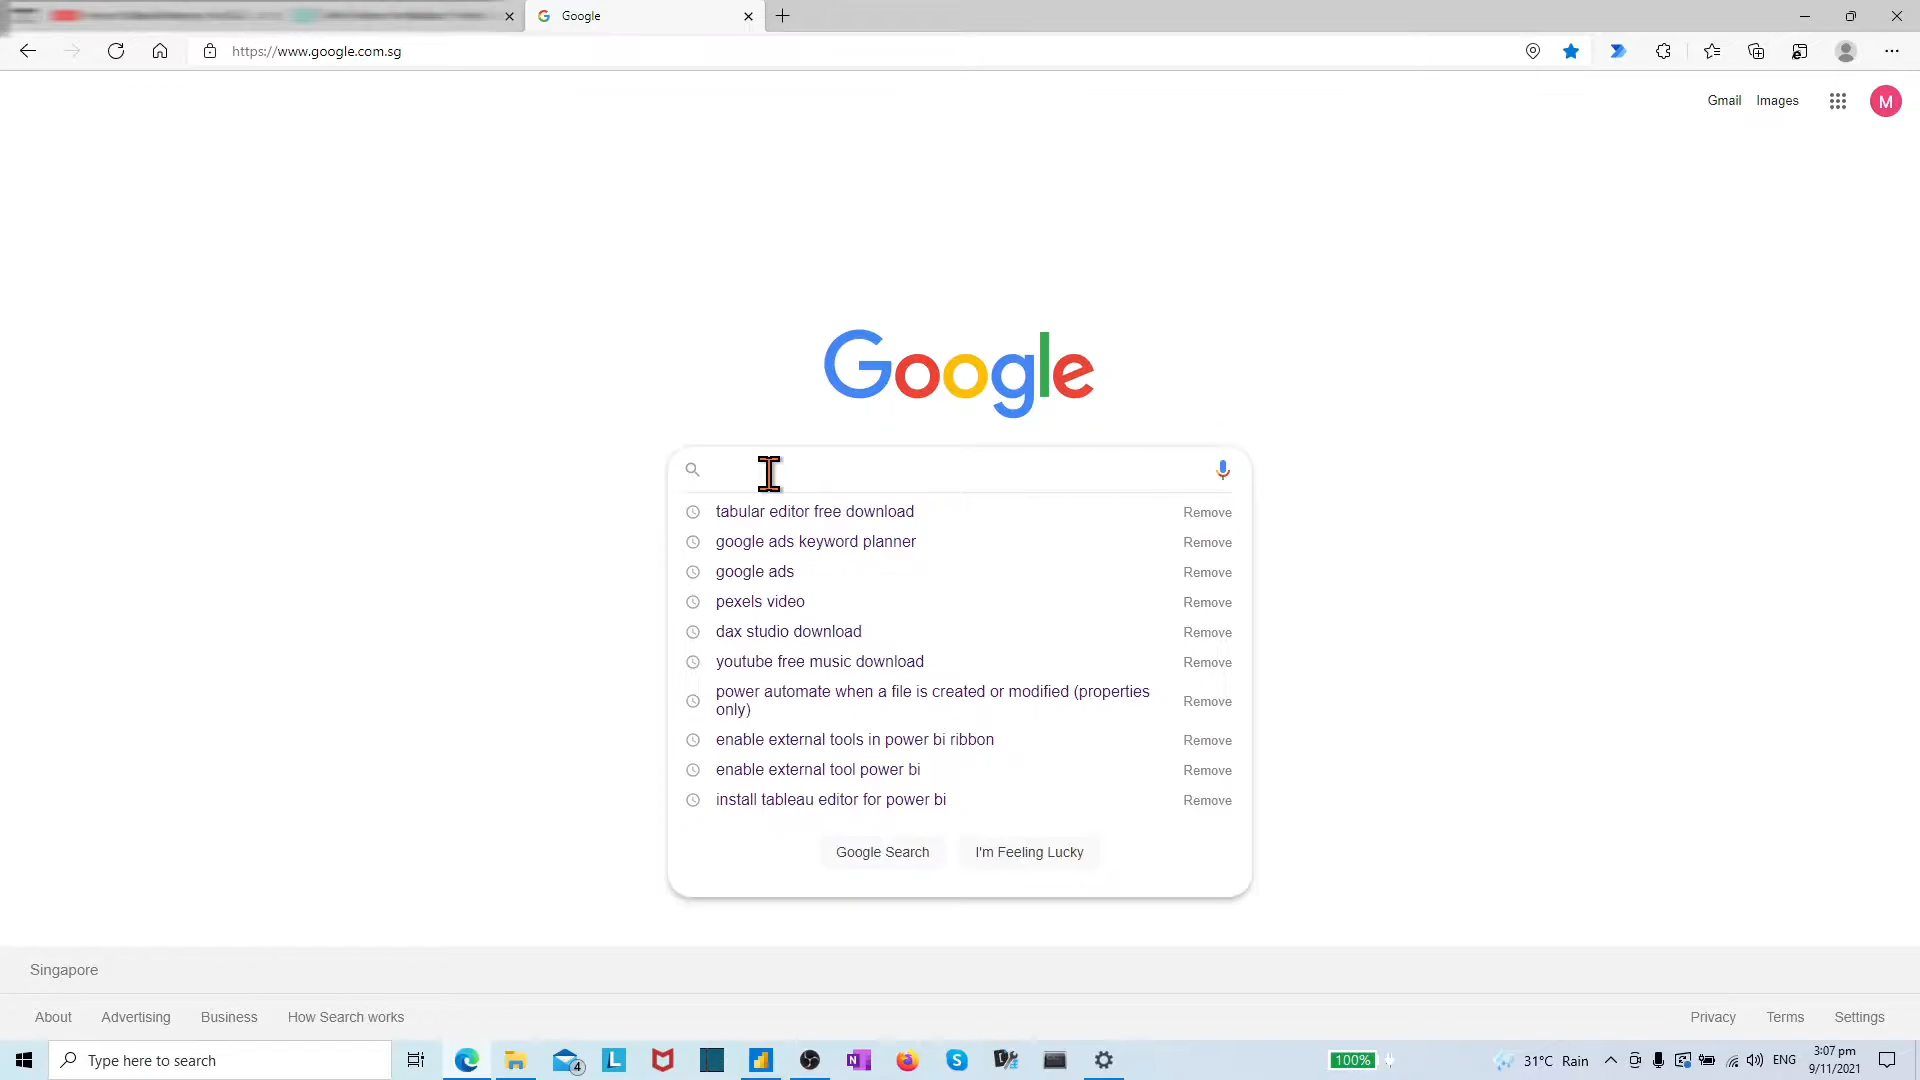 Google
https://www.google.com.sg
Gmail Images
M
Google
tabular editor free download Remove
google ads keyword planner Remove
google ads Remove
pexels video Remove
dax studio download Remove
youtube free music download Remove
power automate when a file is created or modified (properties
only) Remove
enable external tools in power bi ribbon Remove
enable external tool power bi Remove
install tableau editor for power bi Remove
Google Search I'm Feeling Lucky
Singapore
About Advertising Business How Search works Privacy Terms Settings
Type here to search 4 L N S 100% 31°C Rain ENG 3:07 pm
9/11/2021